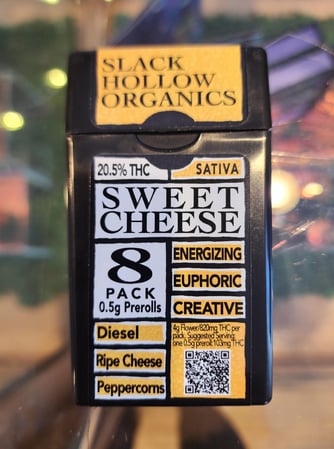 SLACK
HOLLOW
ORGANICS
20.5% THC
SATIVA
SWEET
CHEESE
8
PACK
0.5g Prerolls
ENERGIZING
EUPHORIC
CREATIVE
Diesel
Ripe Cheese
Peppercorns
4g Flower/820mg THC per
pack. Suggested Serving:
one 0.5g preroll: 103mg THC